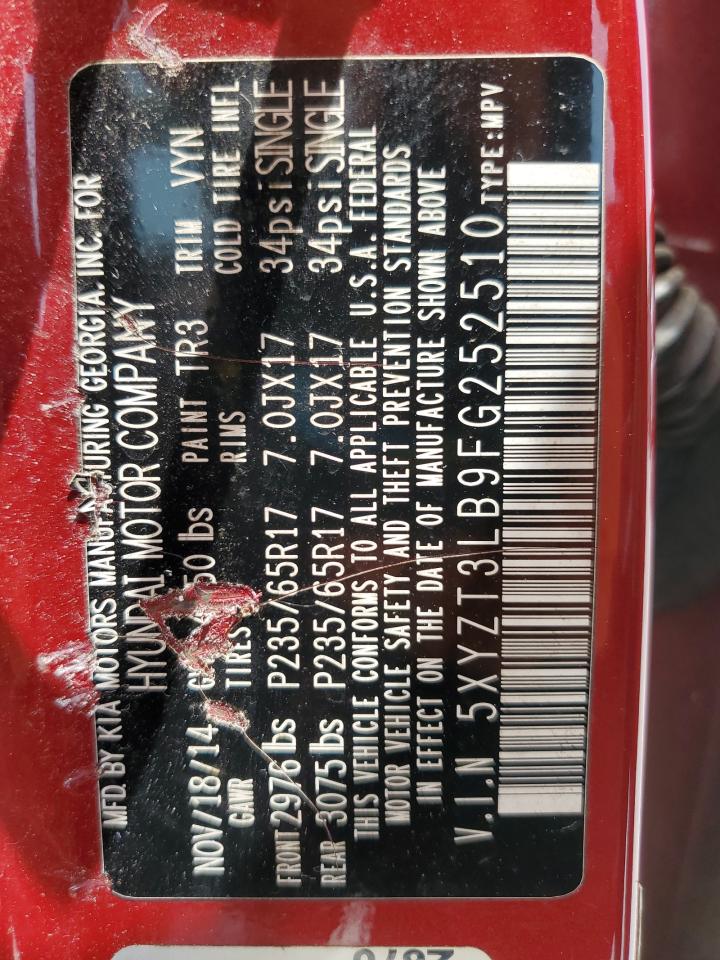 MFD. BY KIA MOTORS MANUFACTURING GEORGIA, INC. FOR
HYUNDAI MOTOR COMPANY
NOV/18/14 50 lbs PAINT TR3 TRIM VYN
GAWR TIRES RIMS COLD TIRE INFL
FRONT 2976 lbs P235/65R17 7.0JX17 34psi SINGLE
REAR 3075 lbs P235/65R17 7.0JX17 34psi SINGLE
THIS VEHICLE CONFORMS TO ALL APPLICABLE U.S.A. FEDERAL
MOTOR VEHICLE SAFETY AND THEFT PREVENTION STANDARDS
IN EFFECT ON THE DATE OF MANUFACTURE SHOWN ABOVE
V.I.N 5XYZT3LB9FG252510 TYPE:MPV